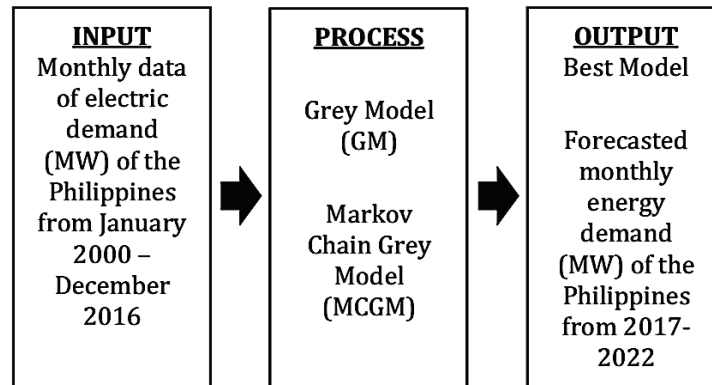 INPUT
Monthly data
of electric
demand
(MW) of the
Philippines
from January
2000 –
December
2016
PROCESS
Grey Model
(GM)
Markov
Chain Grey
Model
(MCGM)
OUTPUT
Best Model
Forecasted
monthly
energy
demand
(MW) of the
Philippines
from 2017-
2022